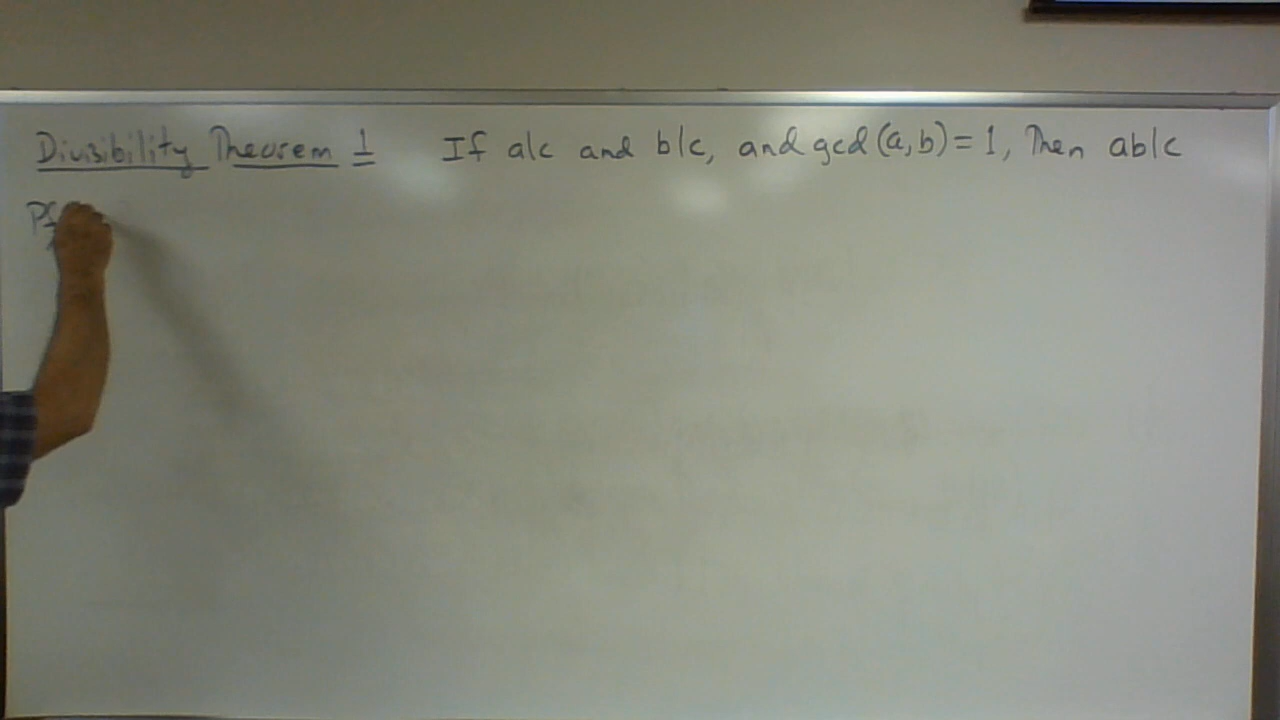 Divisibility Theorem 1 If a|c and b|c, and gcd(a,b)=1, Then ab|c
Pf